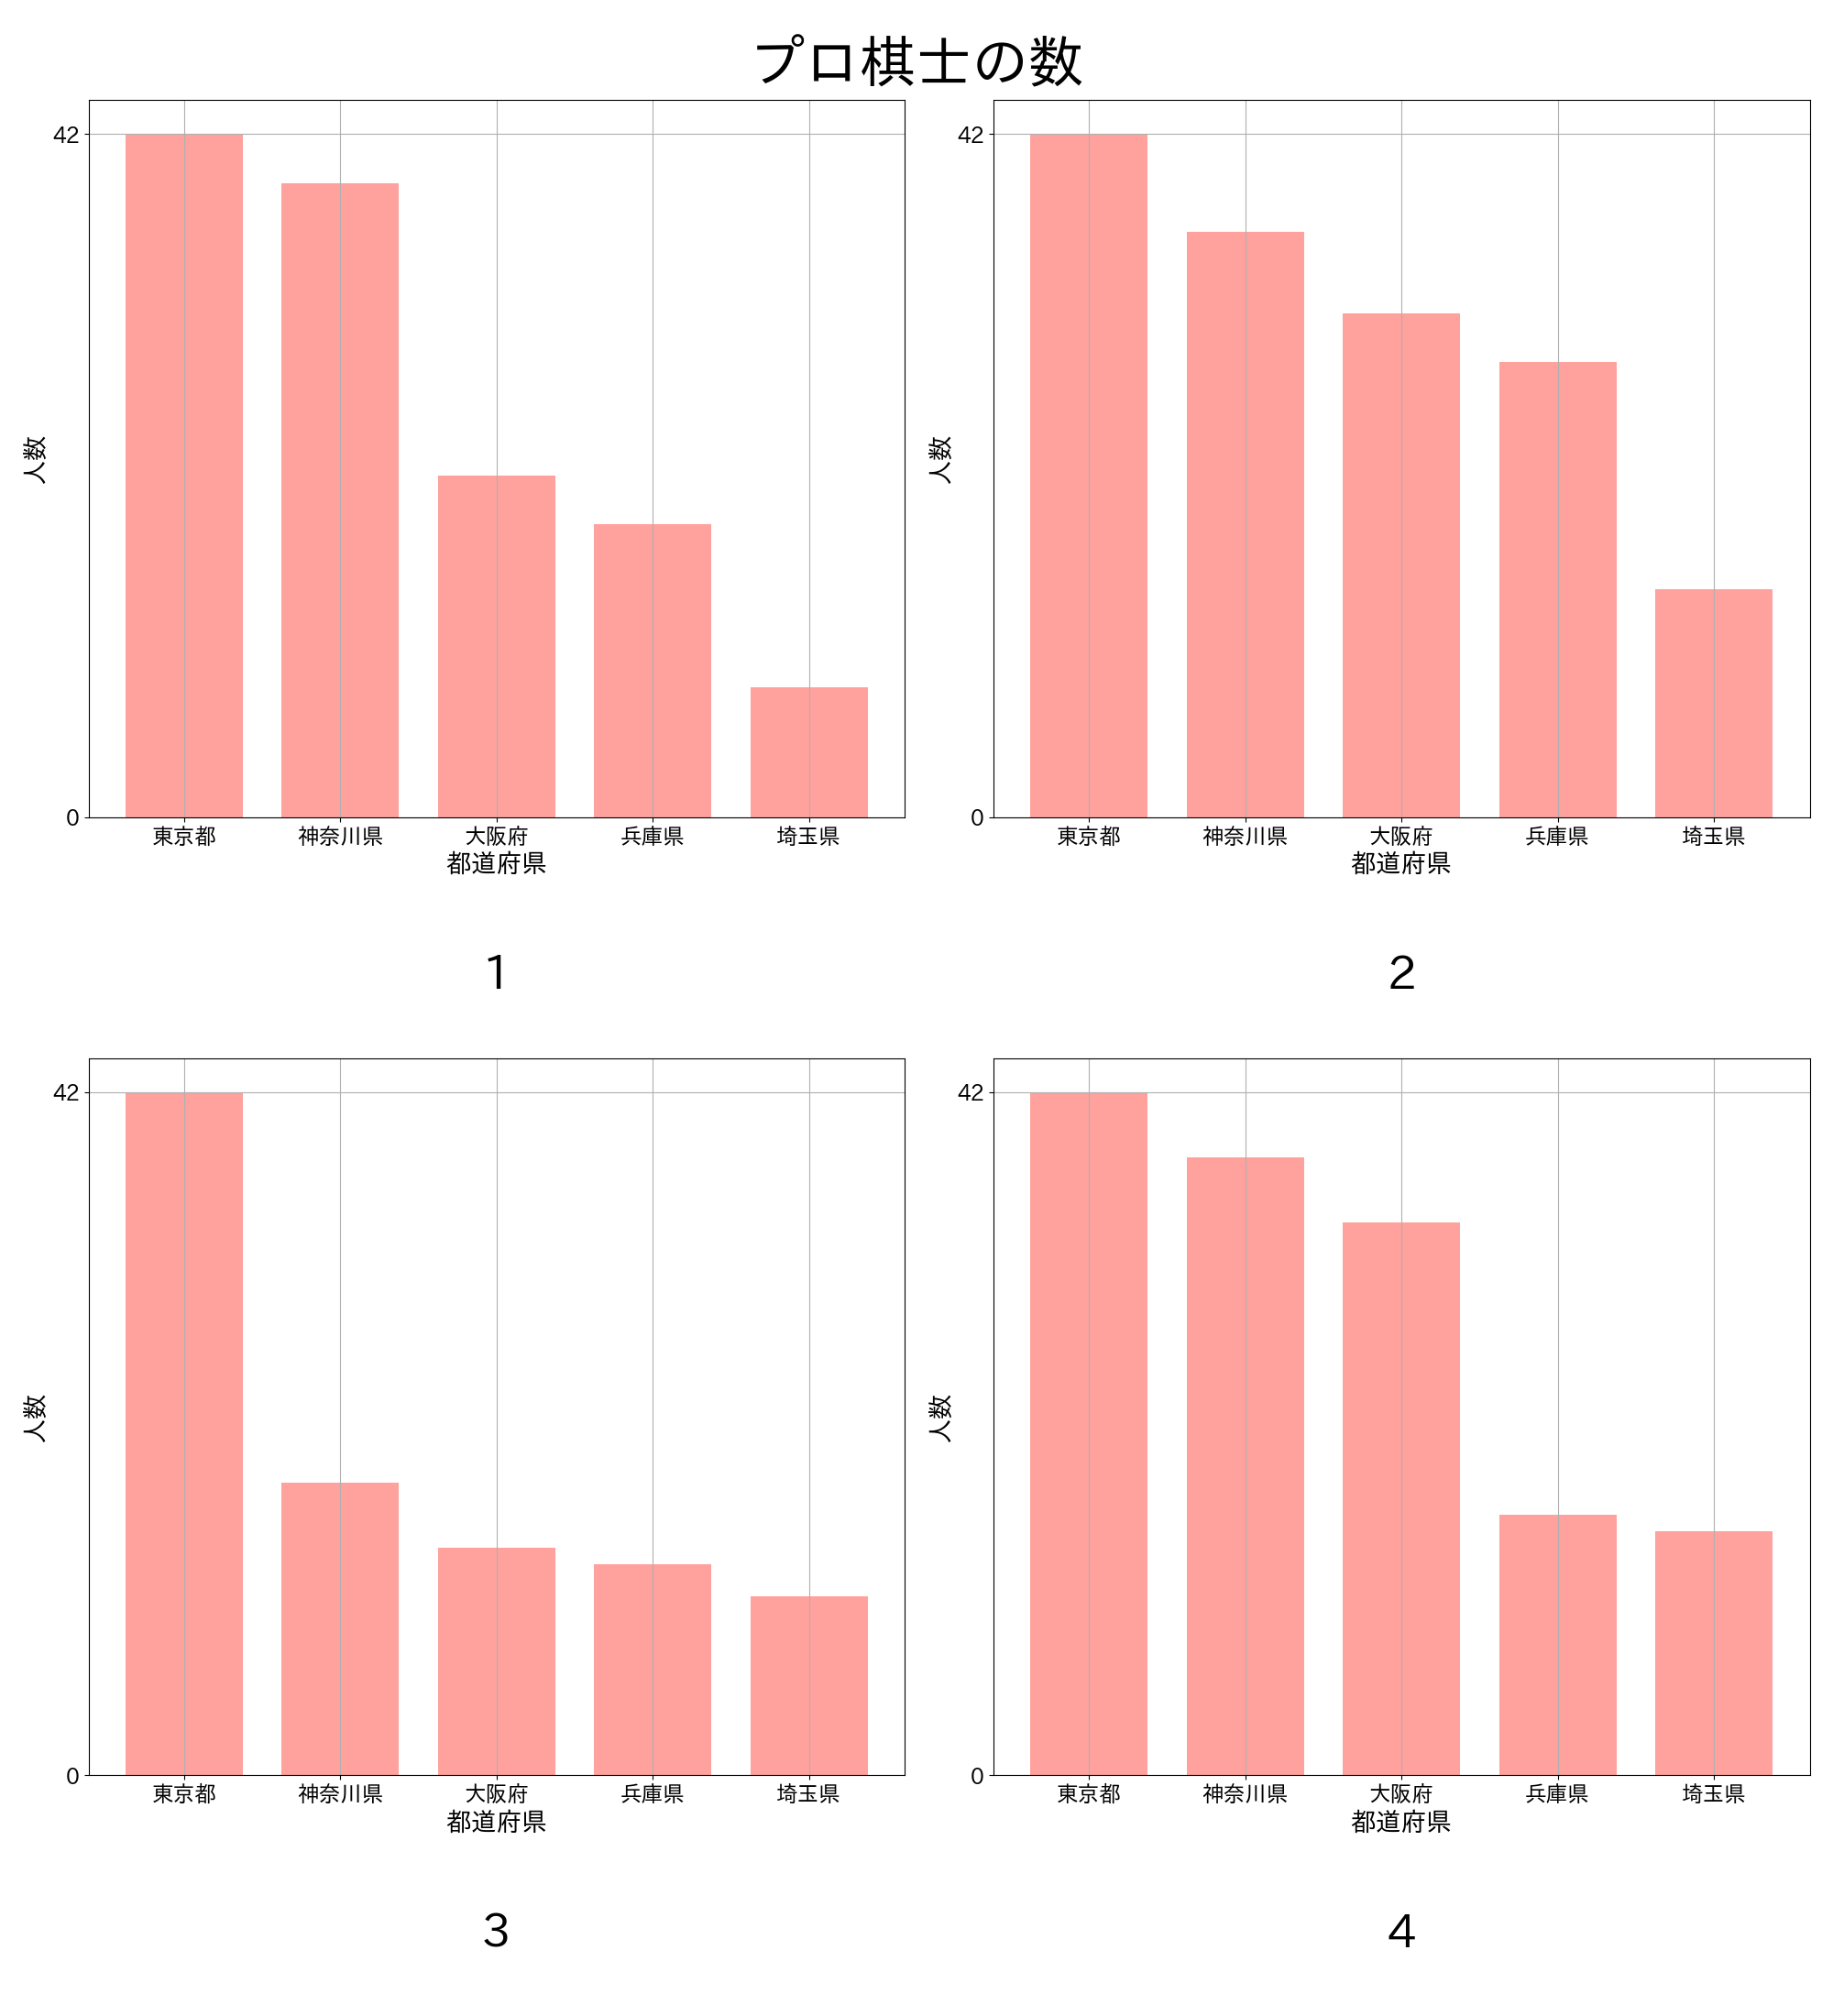 プロ棋士の数
42
0
人数
東京都 神奈川県 大阪府 兵庫県 埼玉県
都道府県
1
42
0
人数
東京都 神奈川県 大阪府 兵庫県 埼玉県
都道府県
2
42
0
人数
東京都 神奈川県 大阪府 兵庫県 埼玉県
都道府県
3
42
0
人数
東京都 神奈川県 大阪府 兵庫県 埼玉県
都道府県
4